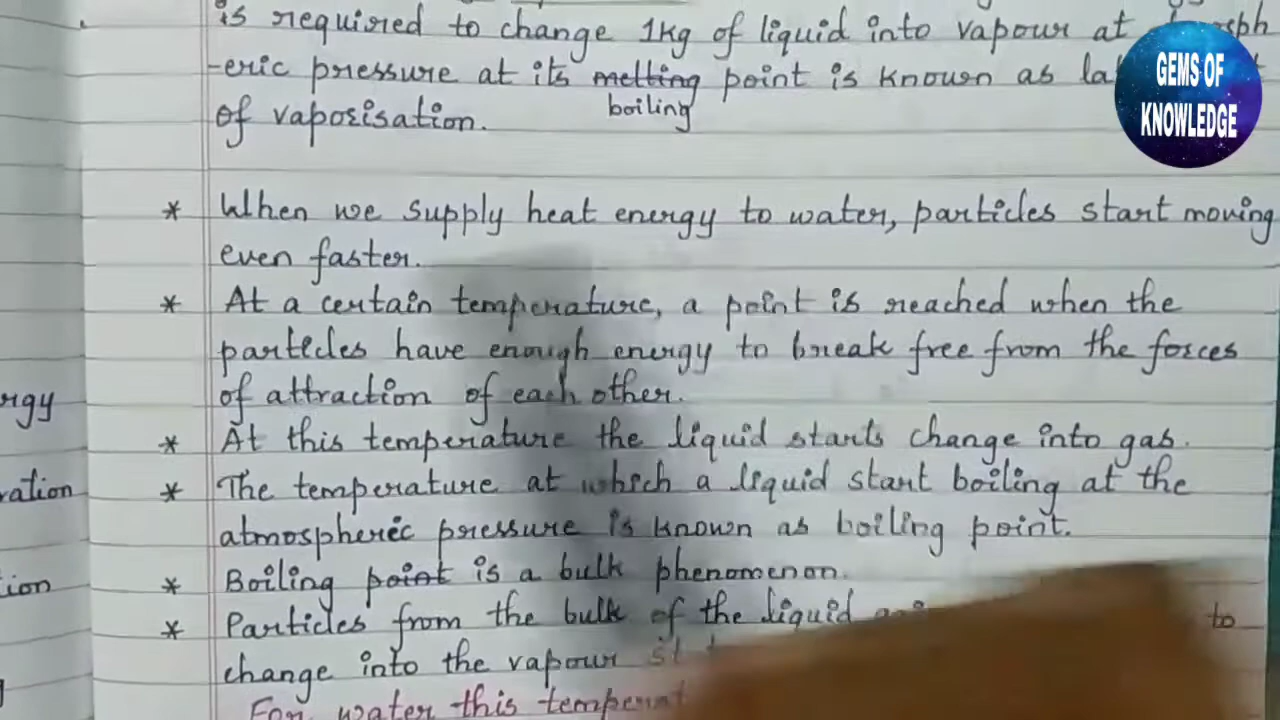 is required to change 1kg of liquid into vapour at
-eric pressure at its melting point is known as
boiling
of vaporisation.
GEMS OF
KNOWLEDGE
* When we supply heat energy to water, particles start moving
even faster.
* At a certain temperature, a point is reached when the
particles have enough energy to break free from the forces
of attraction of each other.
* At this temperature the liquid starts change into gas.
* The temperature at which a liquid start boiling at the
atmospheric pressure is known as boiling point.
* Boiling point is a bulk phenomenon.
* Particles from the bulk of the liquid to
change into the vapour
For water this